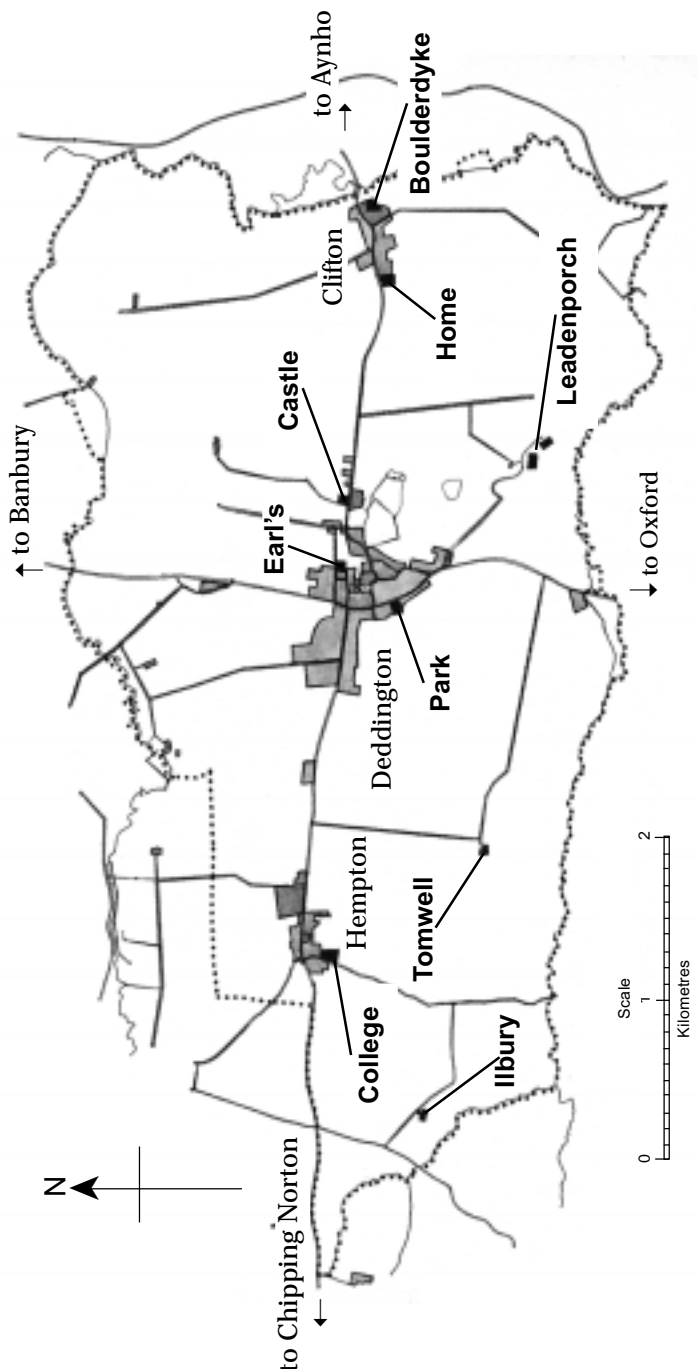 to Banbury
to Aynho
Castle
Earl's
Clifton
Boulderdyke
Home
Leadenporch
Deddington
Park
to Oxford
Hempton
Tomwell
College
Ilbury
N
to Chipping Norton
Scale
0 1 2
Kilometres